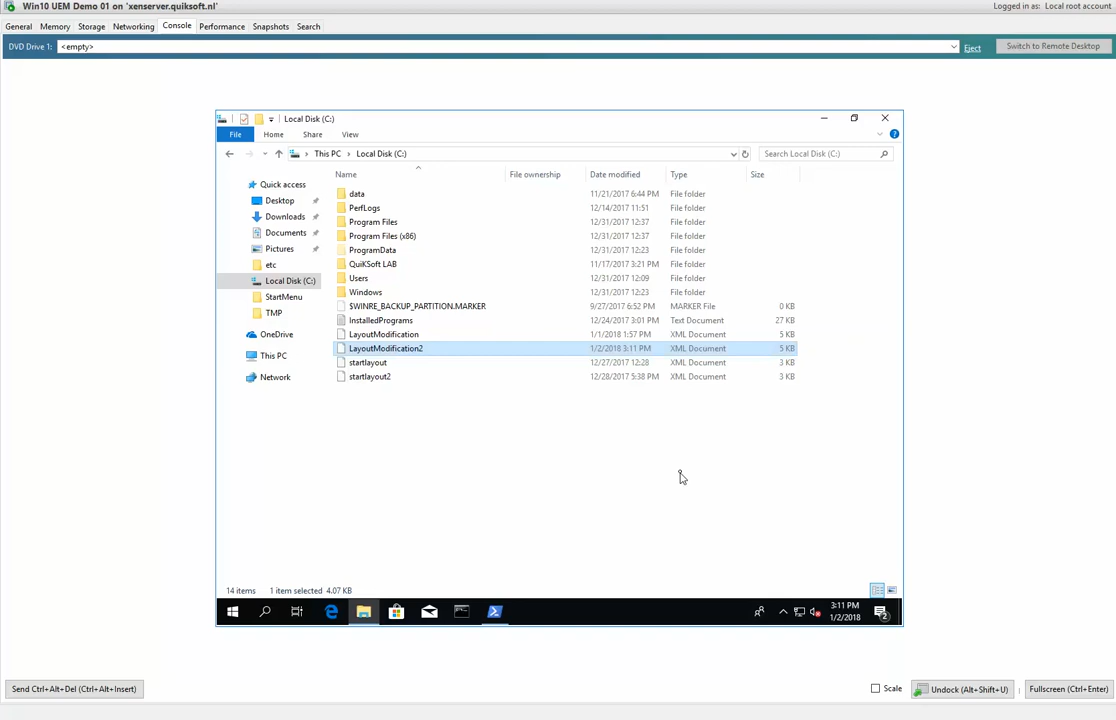 Win10 UEM Demo 01 on 'xenserver.quiksoft.nl' Logged in as: Local root account
General Memory Storage Networking Console Performance Snapshots Search
DVD Drive 1: <empty> Eject Switch to Remote Desktop
Local Disk (C:)
File Home Share View
This PC Local Disk (C:) Search Local Disk (C:)
Name File ownership Date modified Type Size
Quick access
Desktop
Downloads
Documents
Pictures
etc
Local Disk (C:)
StartMenu
TMP
OneDrive
This PC
Network
data 11/21/2017 6:44 PM File folder
PerfLogs 12/14/2017 11:51 File folder
Program Files 12/31/2017 12:37 File folder
Program Files (x86) 12/31/2017 12:37 File folder
ProgramData 12/31/2017 12:23 File folder
QuiKSoft LAB 11/17/2017 3:21 PM File folder
Users 12/31/2017 12:09 File folder
Windows 12/31/2017 12:23 File folder
$WINRE_BACKUP_PARTITION.MARKER 9/27/2017 6:52 PM MARKER File 0 KB
InstalledPrograms 12/24/2017 3:01 PM Text Document 27 KB
LayoutModification 1/1/2018 1:57 PM XML Document 5 KB
LayoutModification2 1/2/2018 3:11 PM XML Document 5 KB
startlayout 12/27/2017 12:28 XML Document 3 KB
startlayout2 12/28/2017 5:38 PM XML Document 3 KB
14 items 1 item selected 4.07 KB
3:11 PM
1/2/2018
2
Send Ctrl+Alt+Del (Ctrl+Alt+Insert) Scale Undock (Alt+Shift+U) Fullscreen (Ctrl+Enter)